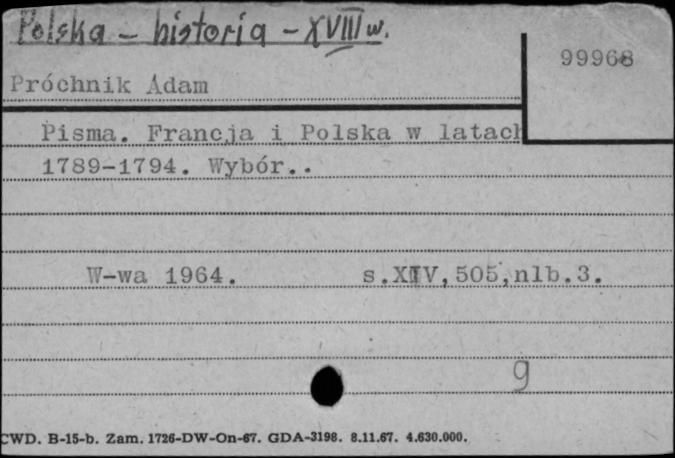 Polska – historia – XVIII w.
99968
Próchnik Adam
Pisma. Francja i Polska w latach
1789-1794. Wybór..
W-wa 1964. s.XIV,505,nlb.3.
g
CWD. B-15-b. Zam. 1726-DW-On-67. GDA-3198. 8.11.67. 4.630.000.